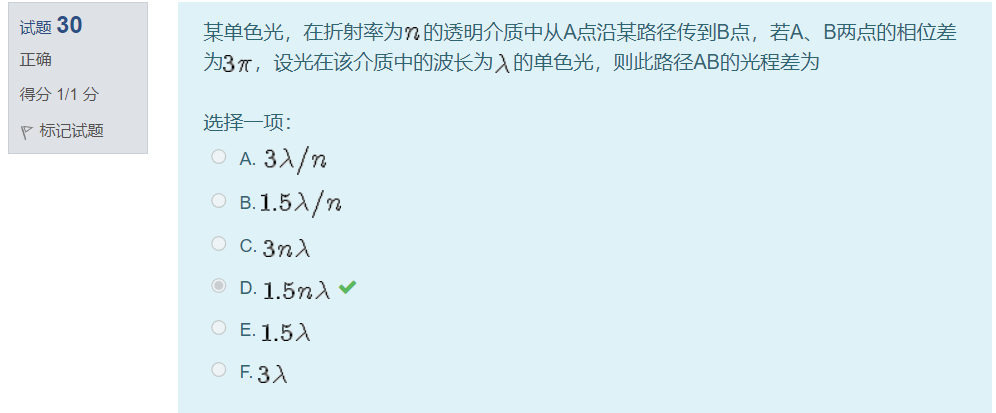 试题 30
正确
得分 1/1 分
标记试题
某单色光，在折射率为n的透明介质中从A点沿某路径传到B点，若A、B两点的相位差
为3π，设光在该介质中的波长为λ的单色光，则此路径AB的光程差为
选择一项：
A. 3λ/n
B. 1.5λ/n
C. 3nλ
D. 1.5nλ
E. 1.5λ
F. 3λ